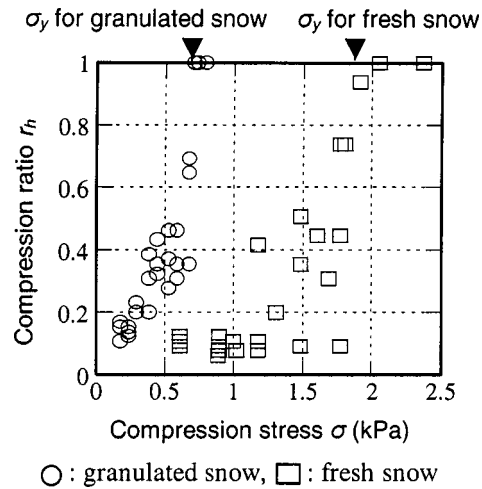 σy for granulated snow
σy for fresh snow
Compression ratio rh
1
0.8
0.6
0.4
0.2
0
0
0.5
1
1.5
2
2.5
Compression stress σ (kPa)
○ : granulated snow, □ : fresh snow